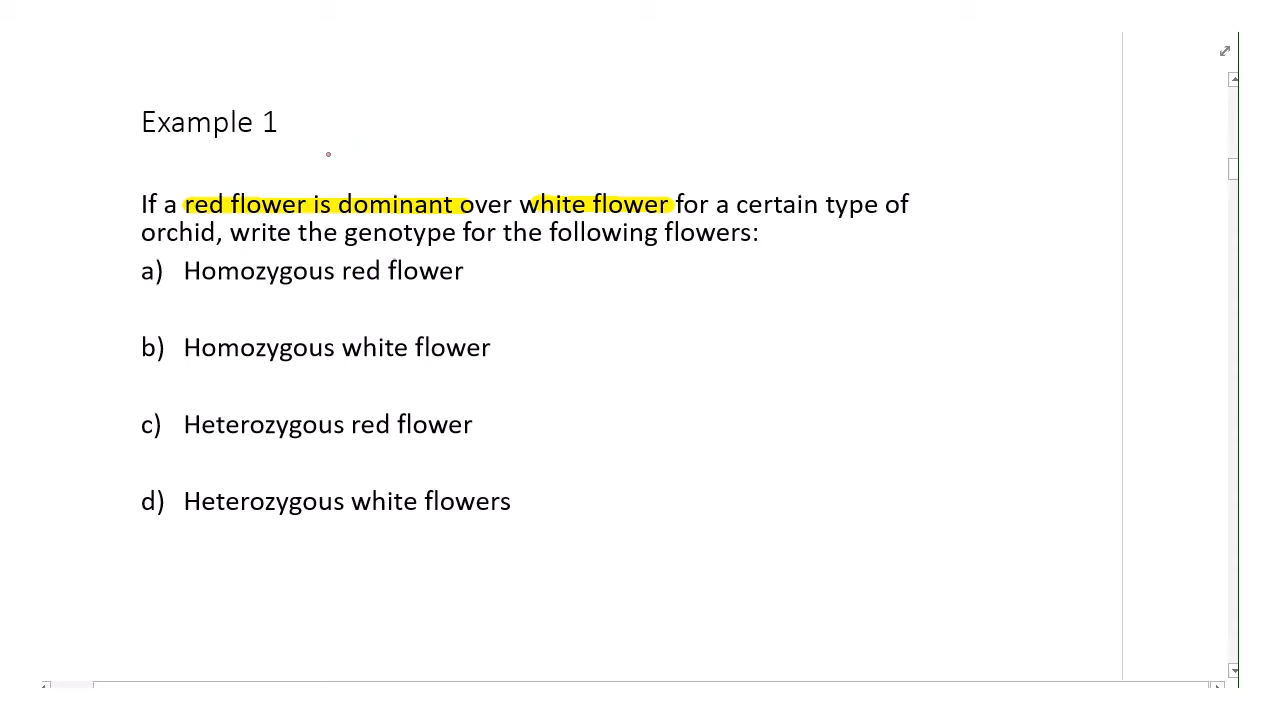 Example 1
If a red flower is dominant over white flower for a certain type of
orchid, write the genotype for the following flowers:
a) Homozygous red flower
b) Homozygous white flower
c) Heterozygous red flower
d) Heterozygous white flowers